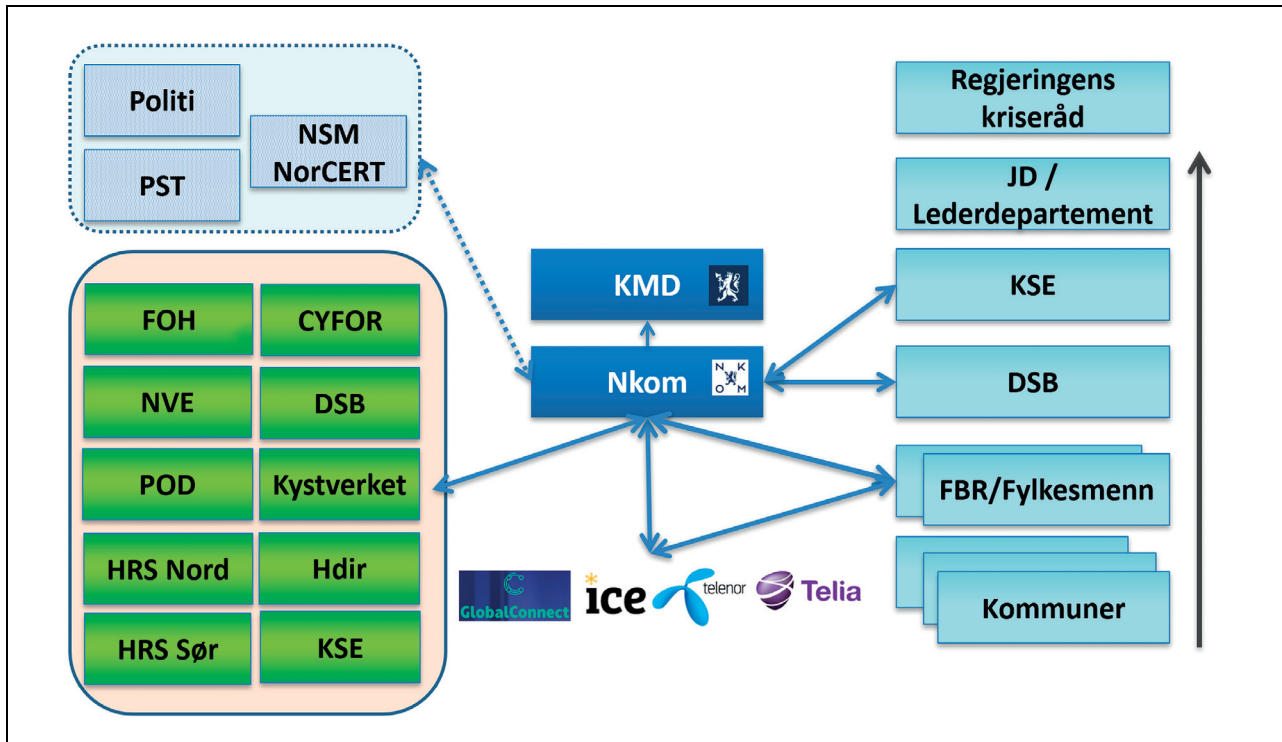 Politi
PST
NSM
NorCERT
FOH
CYFOR
NVE
DSB
POD
Kystverket
HRS Nord
Hdir
HRS Sør
KSE
KMD
Nkom
N K
O M
GlobalConnect
ice
telenor
Telia
Regjeringens
kriseråd
JD /
Lederdepartement
KSE
DSB
FBR/Fylkesmenn
Kommuner